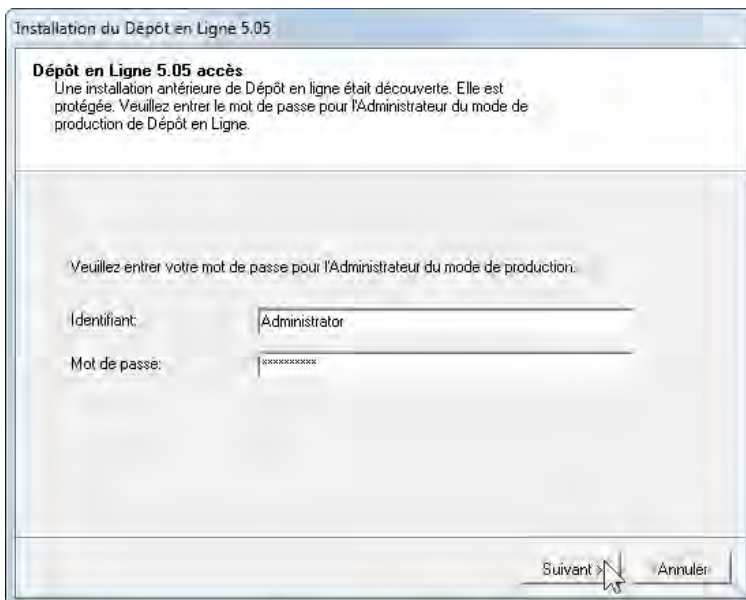 Installation du Dépôt en Ligne 5.05
Dépôt en Ligne 5.05 accès
Une installation antérieure de Dépôt en ligne était découverte. Elle est
protégée. Veuillez entrer le mot de passe pour l'Administrateur du mode de
production de Dépôt en Ligne.
Veuillez entrer votre mot de passe pour l'Administrateur du mode de production.
Identifiant: Administrator
Mot de passe: **********
Suivant > Annuler